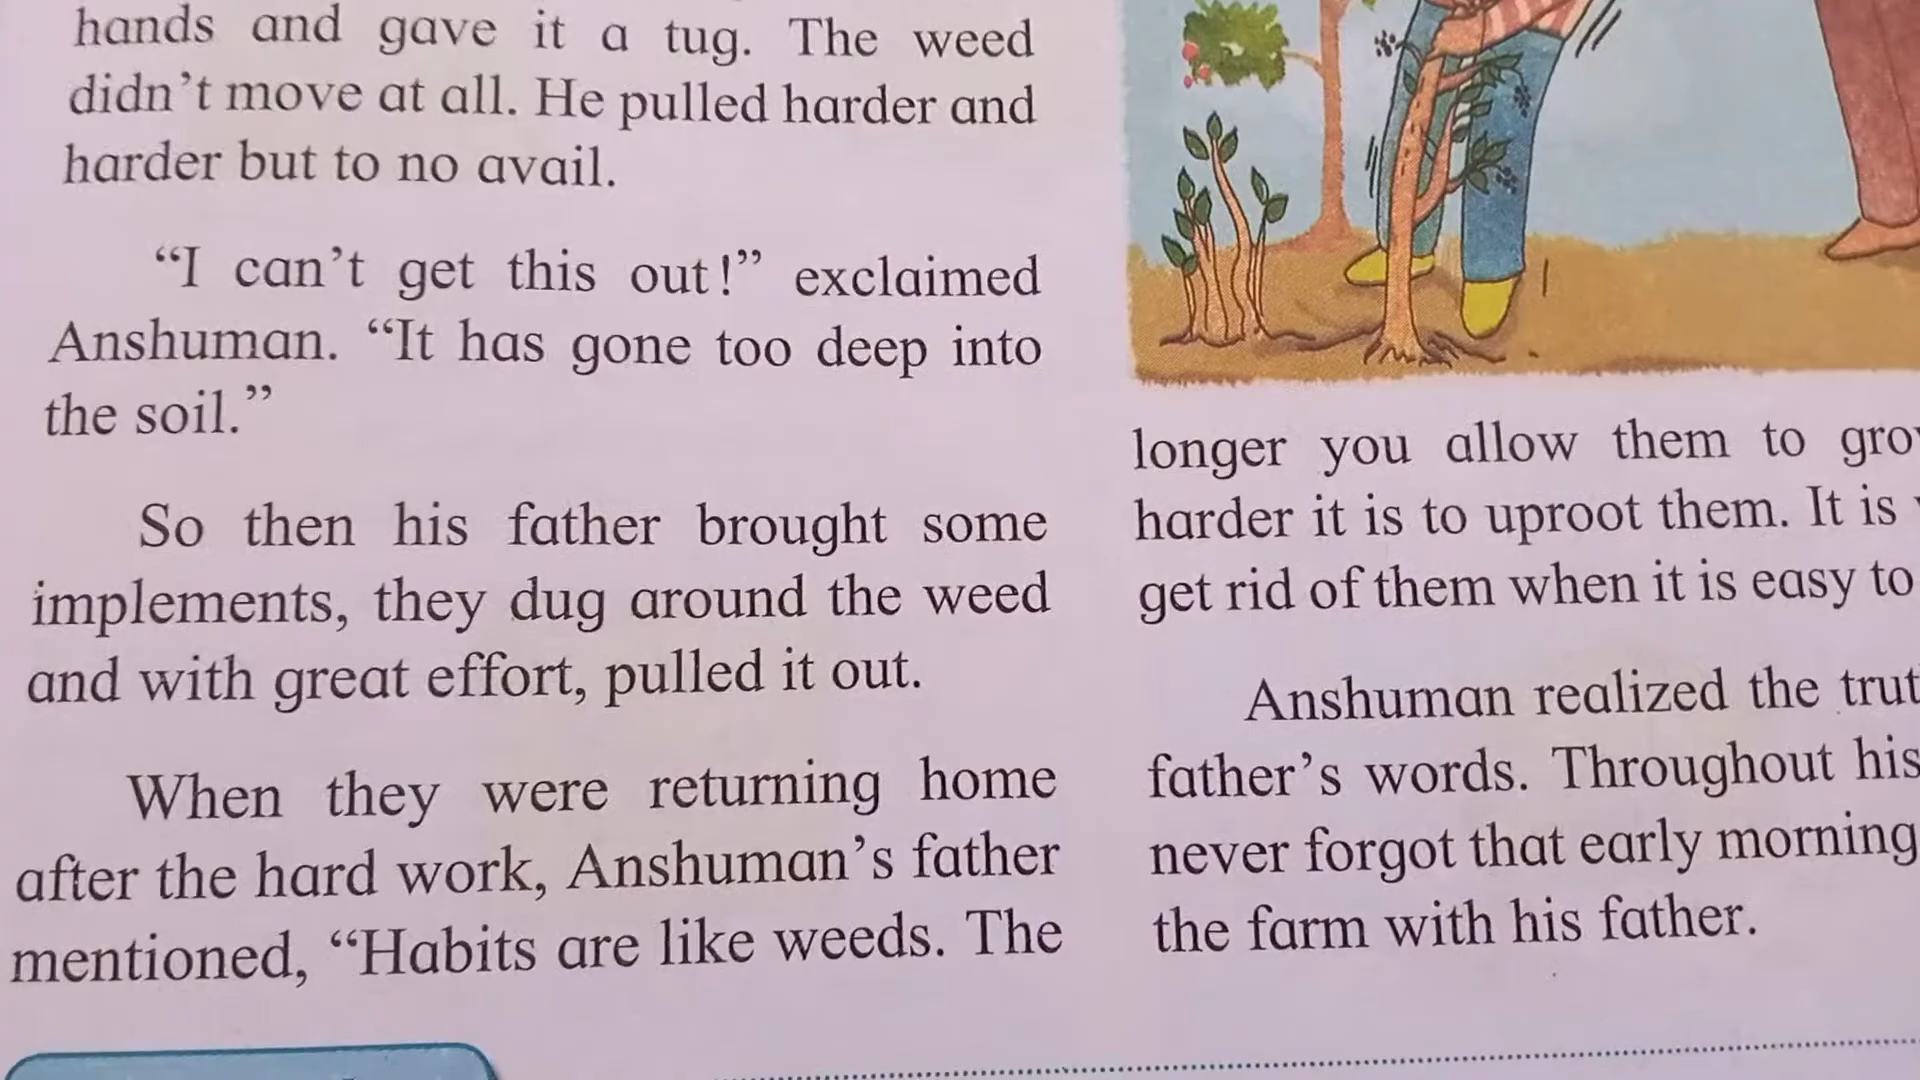 hands and gave it a tug. The weed
didn't move at all. He pulled harder and
harder but to no avail.
“I can't get this out!” exclaimed
Anshuman. “It has gone too deep into
the soil.”
So then his father brought some
implements, they dug around the weed
and with great effort, pulled it out.
When they were returning home
after the hard work, Anshuman's father
mentioned, “Habits are like weeds. The
longer you allow them to
harder it is to uproot them. It is
get rid of them when it is easy to
Anshuman realized the
father's words. Throughout his
never forgot that early morning
the farm with his father.